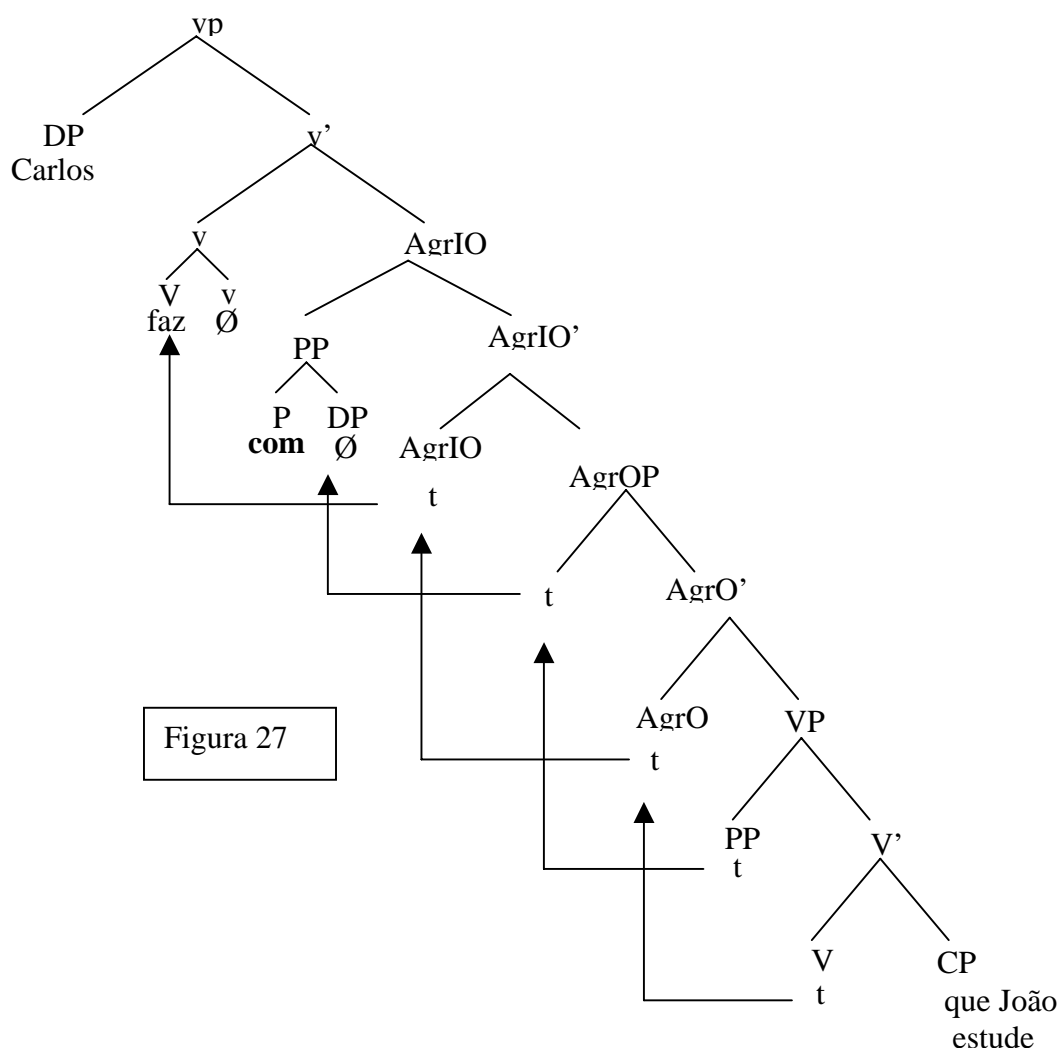 vp
DP
Carlos
v’
v
AgrIO
V
faz
v
Ø
PP
AgrIO’
P
com
DP
Ø
AgrIO
t
AgrOP
t
AgrO’
Figura 27
AgrO
t
VP
PP
t
V’
V
t
CP
que João
estude